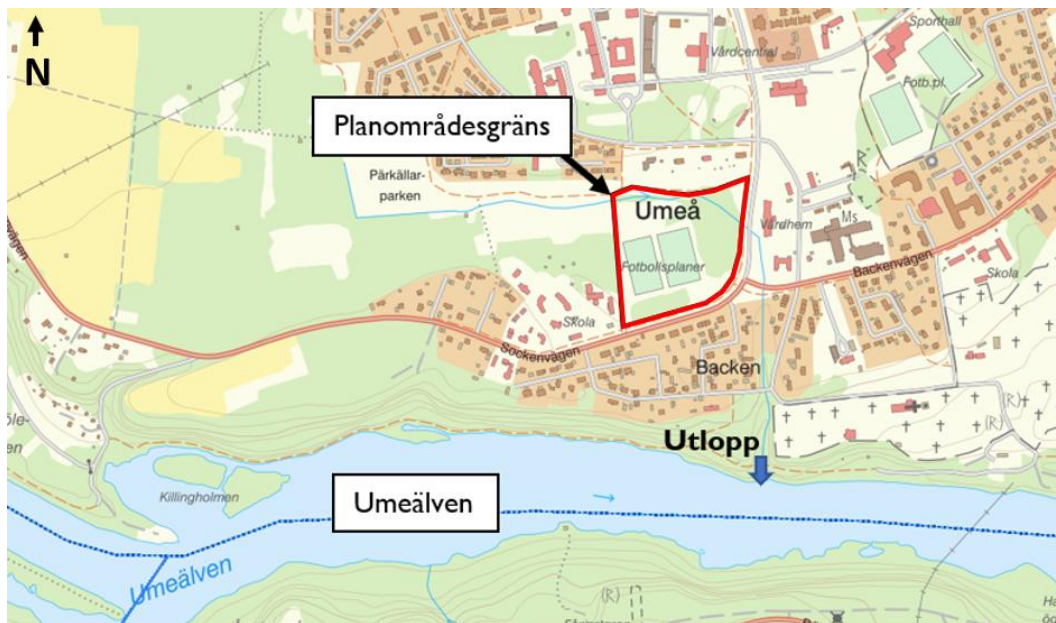 N
Sporthall
Vårdcentral
Fotb.pl.
Planområdesgräns
Pärkällar-
parken
Umeå
Vårdhem
Ms
Fotbollsplaner
Backenvägen
Skola
Skola
Sockenvägen
Backen
(R)
(R)
Utlopp
Killingholmen
Umeälven
Umeälven
(R)